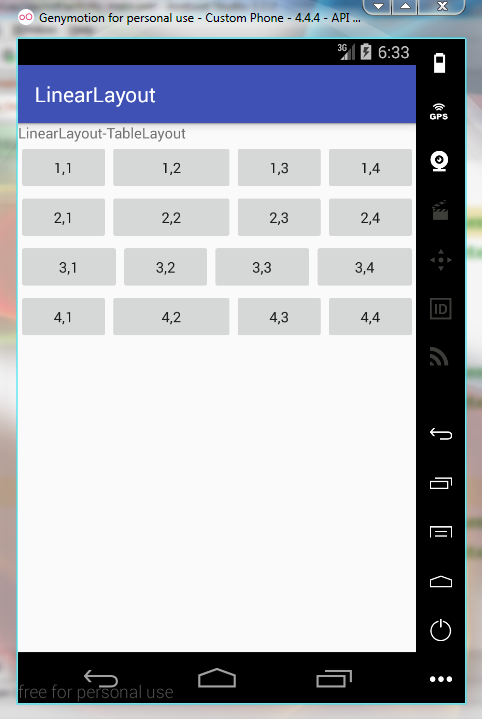 Genymotion for personal use - Custom Phone - 4.4.4 - API ...
3G 6:33
LinearLayout
GPS
LinearLayout-TableLayout
1,1 1,2 1,3 1,4
2,1 2,2 2,3 2,4
3,1 3,2 3,3 3,4
ID
4,1 4,2 4,3 4,4
free for personal use